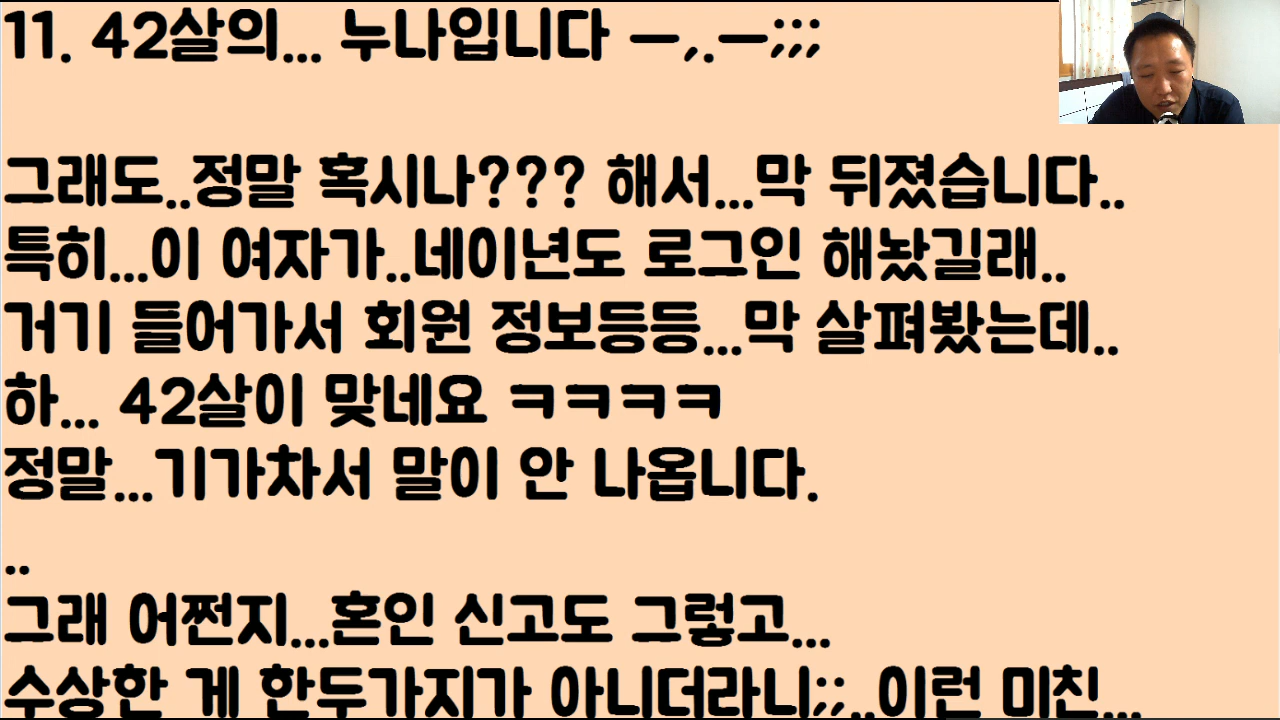 11. 42살의... 누나입니다 ㅡ,.ㅡ;;;
그래도..정말 혹시나??? 해서...막 뒤졌습니다..
특히...이 여자가..네이년도 로그인 해놨길래..
거기 들어가서 회원 정보등등...막 살펴봤는데..
하... 42살이 맞네요 ㅋㅋㅋㅋ
정말...기가차서 말이 안 나옵니다.
..
그래 어쩐지...혼인 신고도 그렇고...
수상한 게 한두가지가 아니더라니;;..이런 미친...